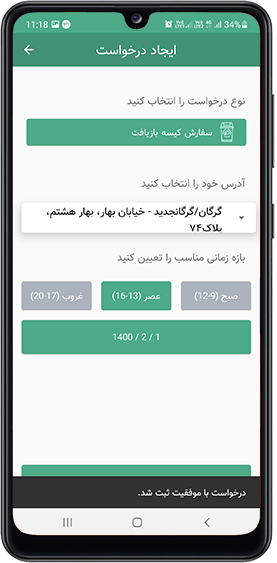 11:18 34%
ایجاد درخواست
نوع درخواست را انتخاب کنید
سفارش کیسه بازیافت
آدرس خود را انتخاب کنید
گرگان/گرگانجدید - خیابان بهار، بهار هشتم،
پلاک۷۴
بازه زمانی مناسب را تعیین کنید
صبح (9-12) عصر (13-16) غروب (17-20)
1400 / 2 / 1
درخواست با موفقیت ثبت شد.